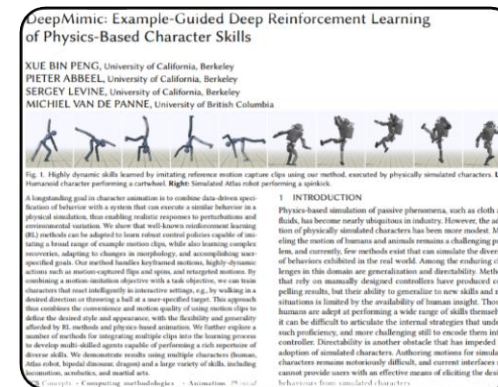 DeepMimic: Example-Guided Deep Reinforcement Learning
of Physics-Based Character Skills
XUE BIN PENG, University of California, Berkeley
PIETER ABBEEL, University of California, Berkeley
SERGEY LEVINE, University of California, Berkeley
MICHIEL VAN DE PANNE, University of British Columbia
Fig. 1. Highly dynamic skills learned by imitating reference motion capture clips using our method, executed by physically simulated characters.
Humanoid character performing a cartwheel. Right: Simulated Atlas robot performing a spinkick.
A longstanding goal in character animation is to combine data-driven speci-
fication of behavior with a system that can execute a similar behavior in a
physical simulation, thus enabling realistic responses to perturbations and
environmental variation. We show that well-known reinforcement learning
(RL) methods can be adapted to learn robust control policies capable of imi-
tating a broad range of example motion clips, while also learning complex
recoveries, adapting to changes in morphology, and accomplishing user-
specified goals. Our method handles keyframed motions, highly-dynamic
actions such as motion-captured flips and spins, and retargeted motions. By
combining a motion-imitation objective with a task objective, we can train
characters that react intelligently in interactive settings, e.g., by walking in a
desired direction or throwing a ball at a user-specified target. This approach
thus combines the convenience and motion quality of using motion clips to
define the desired style and appearance, with the flexibility and generality
afforded by RL methods and physics-based animation. We further explore a
number of methods for integrating multiple clips into the learning process
to develop multi-skilled agents capable of performing a rich repertoire of
diverse skills. We demonstrate results using multiple characters (human,
Atlas robot, bipedal dinosaur, dragon) and a large variety of skills, including
locomotion, acrobatics, and martial arts.
CCS Concepts • Computing methodologies → Animation
1 INTRODUCTION
Physics-based simulation of passive phenomena, such as cloth
fluids, has become nearly ubiquitous in industry. However, the
tion of physically simulated characters has been more modest.
eling the motion of humans and animals remains a challenging
lem, and currently, few methods exist that can simulate the
of behaviors exhibited in the real world. Among the enduring
lenges in this domain are generalization and directability.
that rely on manually designed controllers have produced
pelling results, but their ability to generalize to new skills and
situations is limited by the availability of human insight.
humans are adept at performing a wide range of skills
it can be difficult to articulate the internal strategies that
such proficiency, and more challenging still to encode them
controller. Directability is another obstacle that has impeded
adoption of simulated characters. Authoring motions for
characters remains notoriously difficult, and current interfaces
cannot provide users with an effective means of eliciting the
behaviors from simulated characters